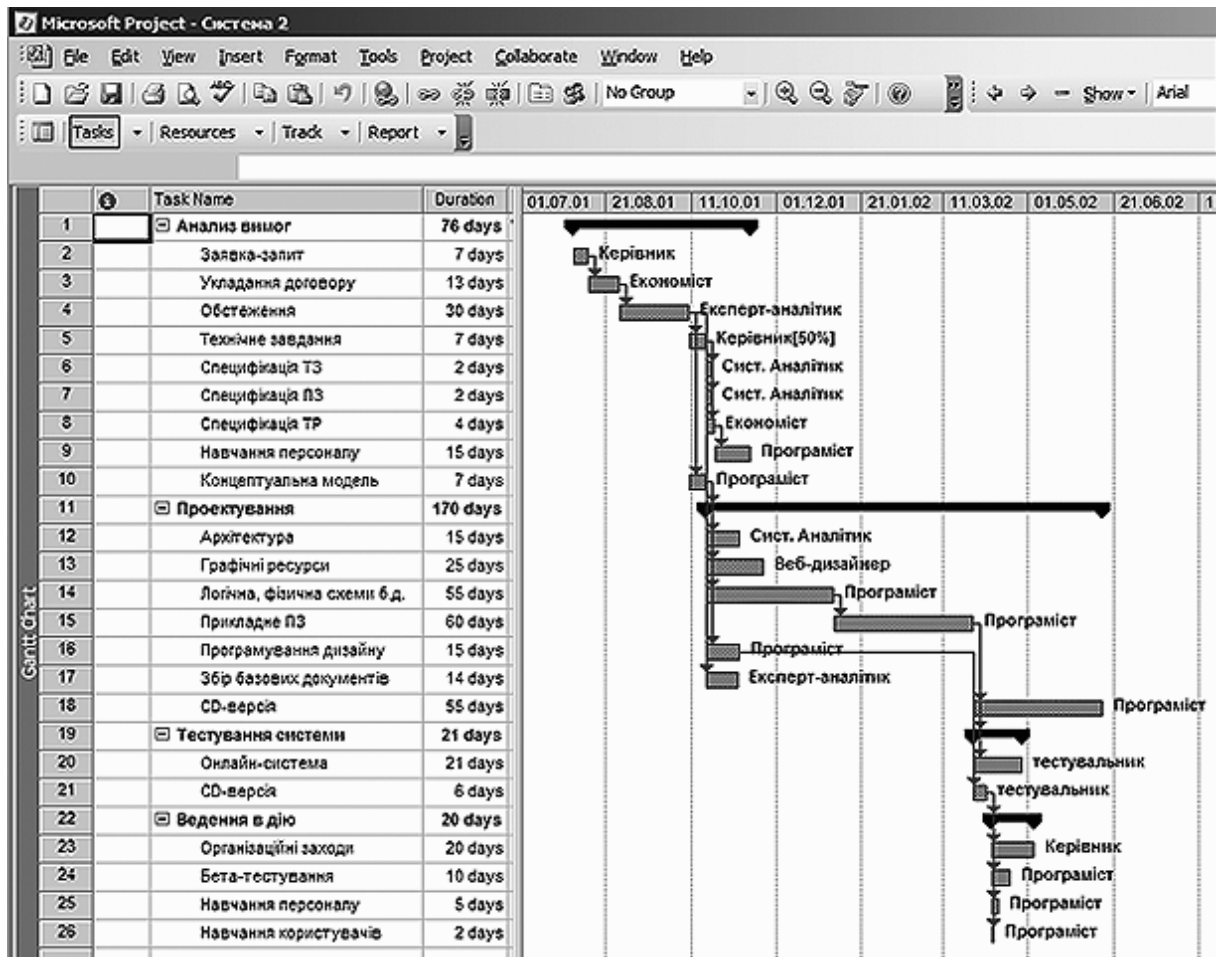 Microsoft Project - Система 2
File Edit View Insert Format Tools Project Collaborate Window Help
No Group Show Arial
Tasks Resources Track Report
Task Name Duration 01.07.01 21.08.01 11.10.01 01.12.01 21.01.02 11.03.02 01.05.02 21.06.02 1
1 Анализ вимог 76 days
2 Заявка-запит 7 days Керівник
3 Укладання договору 13 days Економіст
4 Обстеження 30 days Експерт-аналітик
5 Технічне завдання 7 days Керівник[50%]
6 Специфікація ТЗ 2 days Сист. Аналітик
7 Специфікація ПЗ 2 days Сист. Аналітик
8 Специфікація ТР 4 days Економіст
9 Навчання персоналу 15 days Програміст
10 Концептуальна модель 7 days Програміст
11 Проектування 170 days
12 Архітектура 15 days Сист. Аналітик
13 Графічні ресурси 25 days Веб-дизайнер
14 Логічна, фізична схеми б.д. 55 days Програміст
15 Прикладне ПЗ 60 days Програміст
16 Програмування дизайну 15 days Програміст
17 Збір базових документів 14 days Експерт-аналітик
18 CD-версія 55 days Програміст
19 Тестування системи 21 days
20 Онлайн-система 21 days тестувальник
21 CD-версія 6 days тестувальник
22 Ведення в дію 20 days
23 Організаційні заходи 20 days Керівник
24 Бета-тестування 10 days Програміст
25 Навчання персоналу 5 days Програміст
26 Навчання користувачів 2 days Програміст
Gantt Chart